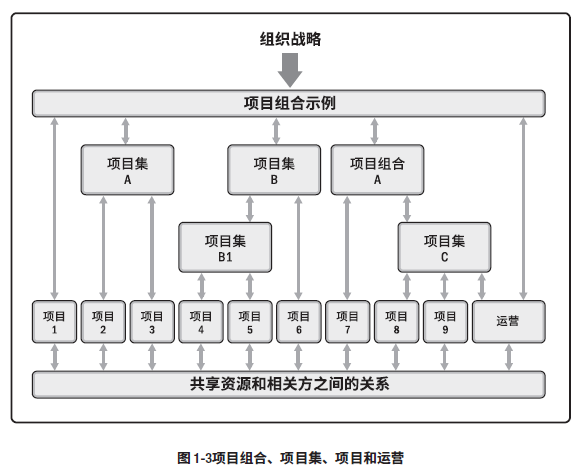 组织战略
项目组合示例
项目集
A
项目集
B
项目组合
A
项目集
B1
项目集
C
项目
1
项目
2
项目
3
项目
4
项目
5
项目
6
项目
7
项目
8
项目
9
运营
共享资源和相关方之间的关系
图1-3项目组合、项目集、项目和运营